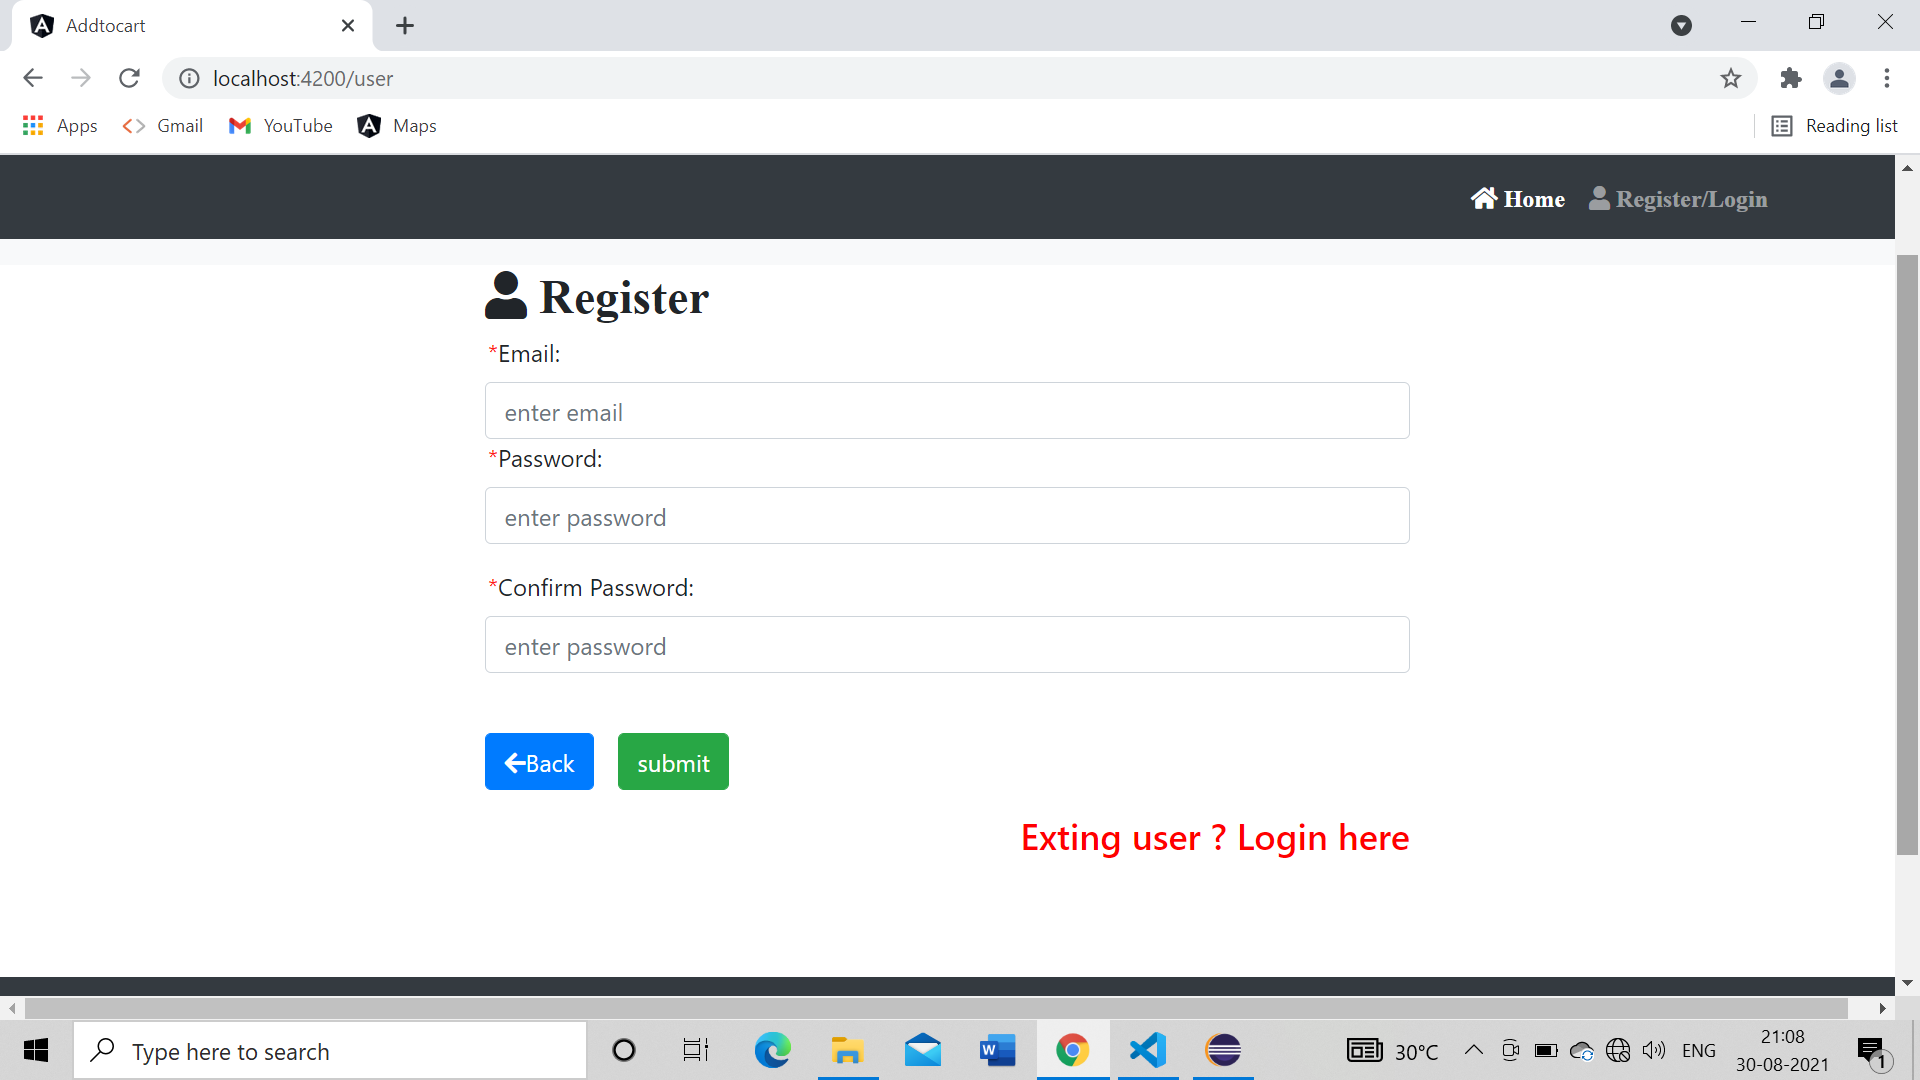 Addtocart
localhost:4200/user
Apps Gmail YouTube Maps Reading list
Home Register/Login
Register
*Email:
enter email
*Password:
enter password
*Confirm Password:
enter password
Back submit
Exting user ? Login here
Type here to search
30°C ENG 21:08
30-08-2021
1